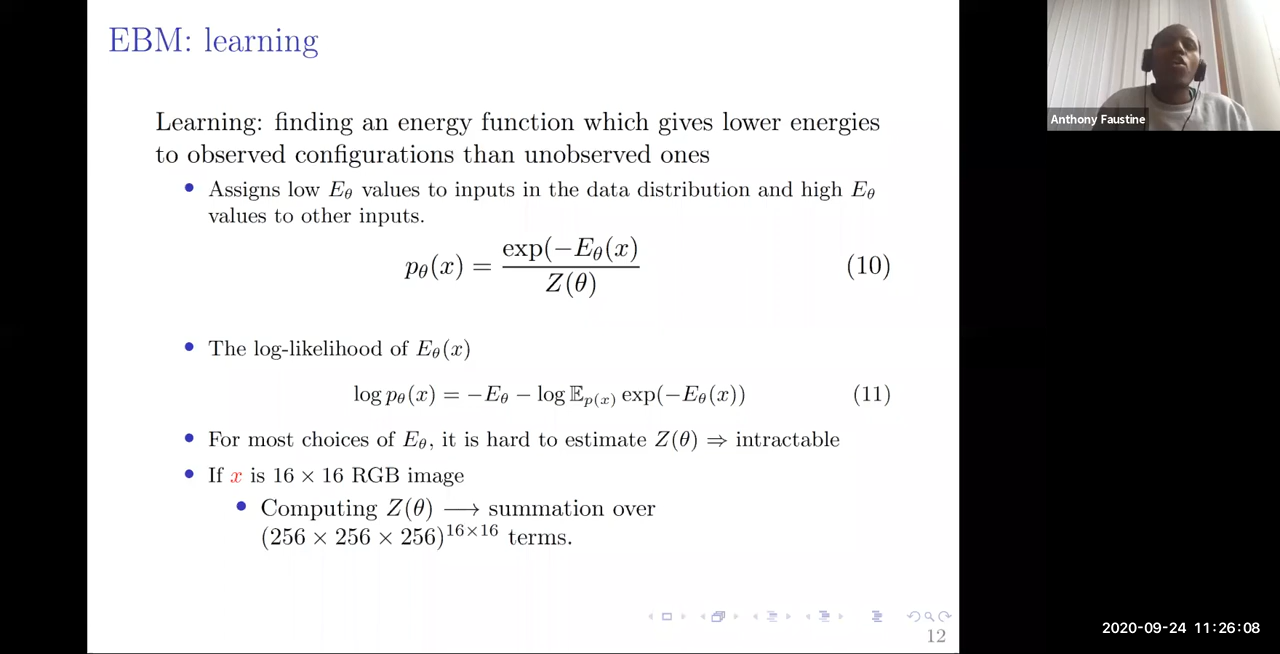 EBM: learning
Learning: finding an energy function which gives lower energies
to observed configurations than unobserved ones
• Assigns low Eθ values to inputs in the data distribution and high Eθ
values to other inputs.
pθ(x) = exp(−Eθ(x) / Z(θ) (10)
• The log-likelihood of Eθ(x)
log pθ(x) = −Eθ − log 𝔼p(x) exp(−Eθ(x)) (11)
• For most choices of Eθ, it is hard to estimate Z(θ) ⇒ intractable
• If x is 16 × 16 RGB image
• Computing Z(θ) ⟶ summation over
(256 × 256 × 256)^16×16 terms.
12
Anthony Faustine
2020-09-24 11:26:08